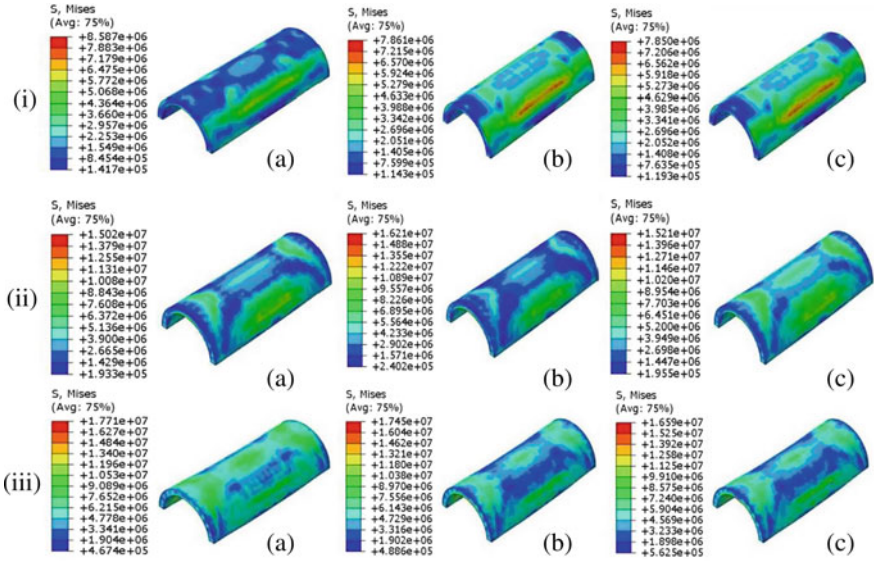 S, Mises
(Avg: 75%)
+8.587e+06
+7.883e+06
+7.179e+06
+6.475e+06
+5.772e+06
+5.068e+06
+4.364e+06
+3.660e+06
+2.957e+06
+2.253e+06
+1.549e+06
+8.454e+05
+1.417e+05
(i)
(a)
S, Mises
(Avg: 75%)
+7.861e+06
+7.215e+06
+6.570e+06
+5.924e+06
+5.279e+06
+4.633e+06
+3.988e+06
+3.342e+06
+2.696e+06
+2.051e+06
+1.405e+06
+7.599e+05
+1.143e+05
(b)
S, Mises
(Avg: 75%)
+7.850e+06
+7.206e+06
+6.562e+06
+5.918e+06
+5.273e+06
+4.629e+06
+3.985e+06
+3.341e+06
+2.696e+06
+2.052e+06
+1.408e+06
+7.635e+05
+1.193e+05
(c)
S, Mises
(Avg: 75%)
+1.502e+07
+1.379e+07
+1.255e+07
+1.131e+07
+1.008e+07
+8.843e+06
+7.608e+06
+6.372e+06
+5.136e+06
+3.900e+06
+2.665e+06
+1.429e+06
+1.933e+05
(ii)
(a)
S, Mises
(Avg: 75%)
+1.621e+07
+1.488e+07
+1.355e+07
+1.222e+07
+1.089e+07
+9.557e+06
+8.226e+06
+6.895e+06
+5.564e+06
+4.233e+06
+2.902e+06
+1.571e+06
+2.402e+05
(b)
S, Mises
(Avg: 75%)
+1.521e+07
+1.396e+07
+1.271e+07
+1.146e+07
+1.020e+07
+8.954e+06
+7.703e+06
+6.451e+06
+5.200e+06
+3.949e+06
+2.698e+06
+1.447e+06
+1.955e+05
(c)
S, Mises
(Avg: 75%)
+1.771e+07
+1.627e+07
+1.484e+07
+1.340e+07
+1.196e+07
+1.053e+07
+9.089e+06
+7.652e+06
+6.215e+06
+4.778e+06
+3.341e+06
+1.904e+06
+4.674e+05
(iii)
(a)
S, Mises
(Avg: 75%)
+1.745e+07
+1.604e+07
+1.462e+07
+1.321e+07
+1.180e+07
+1.038e+07
+8.970e+06
+7.556e+06
+6.143e+06
+4.729e+06
+3.316e+06
+1.902e+06
+4.886e+05
(b)
S, Mises
(Avg: 75%)
+1.659e+07
+1.525e+07
+1.392e+07
+1.258e+07
+1.125e+07
+9.910e+06
+8.575e+06
+7.240e+06
+5.904e+06
+4.569e+06
+3.233e+06
+1.898e+06
+5.625e+05
(c)